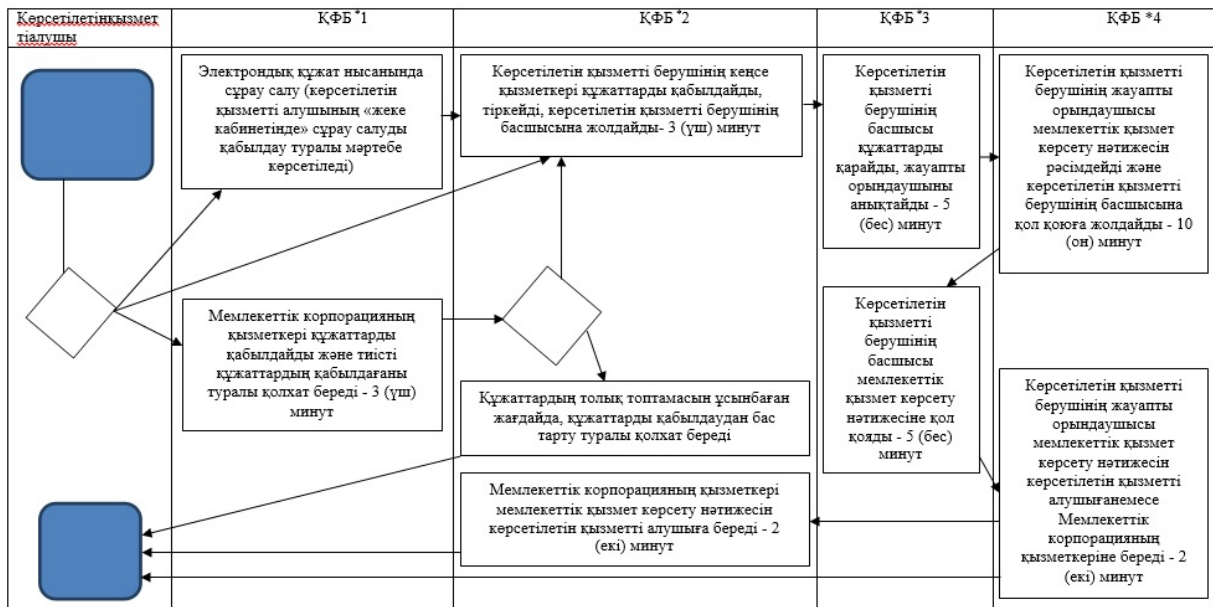 Көрсетілетінқызмет
тіалушы
ҚФБ *1
ҚФБ *2
ҚФБ *3
ҚФБ *4
Электрондық құжат нысанында
сұрау салу (көрсетілетін
қызметті алушының «жеке
кабинетінде» сұрау салуды
қабылдау туралы мәртебе
көрсетіледі)
Көрсетілетін қызметті берушінің кеңсе
қызметкері құжаттарды қабылдайды,
тіркейді, көрсетілетін қызметті берушінің
басшысына жолдайды- 3 (үш) минут
Көрсетілетін
қызметті
берушінің
басшысы
құжаттарды
қарайды, жауапты
орындаушыны
анықтайды - 5
(бес) минут
Көрсетілетін қызметті
берушінің жауапты
орындаушысы
мемлекеттік қызмет
көрсету нәтижесін
рәсімдейді және
көрсетілетін қызметті
берушінің басшысына
қол қоюға жолдайды - 10
(он) минут
Мемлекеттік корпорацияның
қызметкері құжаттарды
қабылдайды және тиісті
құжаттардың қабылдағаны
туралы қолхат береді - 3 (үш)
минут
Құжаттардың толық топтамасын ұсынбаған
жағдайда, құжаттарды қабылдаудан бас
тарту туралы қолхат береді
Мемлекеттік корпорацияның қызметкері
мемлекеттік қызмет көрсету нәтижесін
көрсетілетін қызметті алушыға береді - 2
(екі) минут
Көрсетілетін
қызметті
берушінің
басшысы
мемлекеттік
қызмет көрсету
нәтижесіне қол
қояды - 5 (бес)
минут
Көрсетілетін қызметті
берушінің жауапты
орындаушысы
мемлекеттік қызмет
көрсету нәтижесін
көрсетілетін қызметті
алушығанемесе
Мемлекеттік
корпорацияның
қызметкеріне береді - 2
(екі) минут